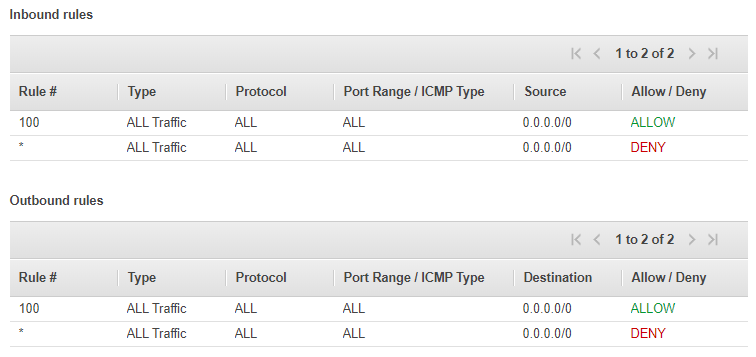 Inbound rules
1 to 2 of 2
Rule # Type Protocol Port Range / ICMP Type Source Allow / Deny
100 ALL Traffic ALL ALL 0.0.0.0/0 ALLOW
* ALL Traffic ALL ALL 0.0.0.0/0 DENY
Outbound rules
1 to 2 of 2
Rule # Type Protocol Port Range / ICMP Type Destination Allow / Deny
100 ALL Traffic ALL ALL 0.0.0.0/0 ALLOW
* ALL Traffic ALL ALL 0.0.0.0/0 DENY